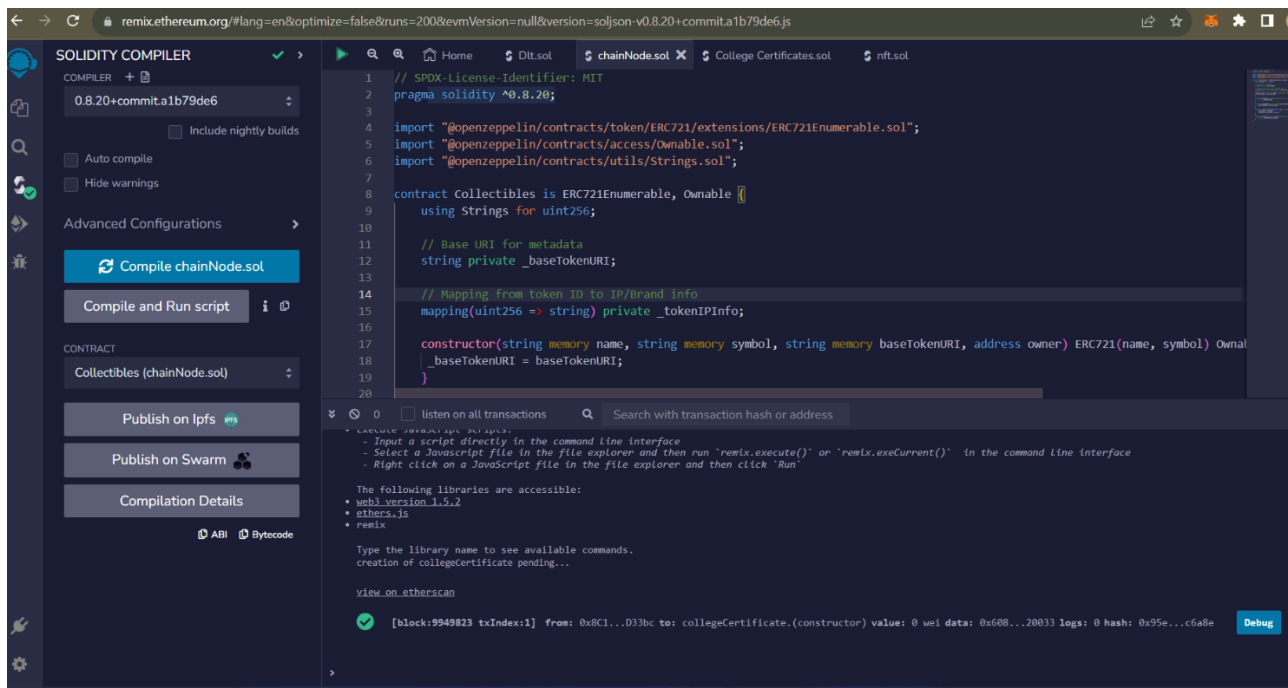 remix.ethereum.org/#lang=en&optimize=false&runs=200&evmVersion=null&version=soljson-v0.8.20+commit.a1b79de6.js
SOLIDITY COMPILER
COMPILER
0.8.20+commit.a1b79de6
Include nightly builds
Auto compile
Hide warnings
Advanced Configurations
Compile chainNode.sol
Compile and Run script
CONTRACT
Collectibles (chainNode.sol)
Publish on Ipfs
IPFS
Publish on Swarm
Compilation Details
ABI Bytecode
Home Dlt.sol chainNode.sol College Certificates.sol nft.sol
1 // SPDX-License-Identifier: MIT
2 pragma solidity ^0.8.20;
3
4 import "@openzeppelin/contracts/token/ERC721/extensions/ERC721Enumerable.sol";
5 import "@openzeppelin/contracts/access/Ownable.sol";
6 import "@openzeppelin/contracts/utils/Strings.sol";
7
8 contract Collectibles is ERC721Enumerable, Ownable {
9 using Strings for uint256;
10
11 // Base URI for metadata
12 string private _baseTokenURI;
13
14 // Mapping from token ID to IP/Brand info
15 mapping(uint256 => string) private _tokenIPInfo;
16
17 constructor(string memory name, string memory symbol, string memory baseTokenURI, address owner) ERC721(name, symbol) Ownal
18 _baseTokenURI = baseTokenURI;
19 }
20
0 listen on all transactions Search with transaction hash or address
• Execute JavaScript scripts:
- Input a script directly in the command line interface
- Select a Javascript file in the file explorer and then run `remix.execute()` or `remix.exeCurrent()` in the command line interface
- Right click on a JavaScript file in the file explorer and then click `Run`
The following libraries are accessible:
• web3 version 1.5.2
• ethers.js
• remix
Type the library name to see available commands.
creation of collegeCertificate pending...
view on etherscan
[block:9949823 txIndex:1] from: 0x8C1...D33bc to: collegeCertificate.(constructor) value: 0 wei data: 0x608...20033 logs: 0 hash: 0x95e...c6a8e
Debug
>